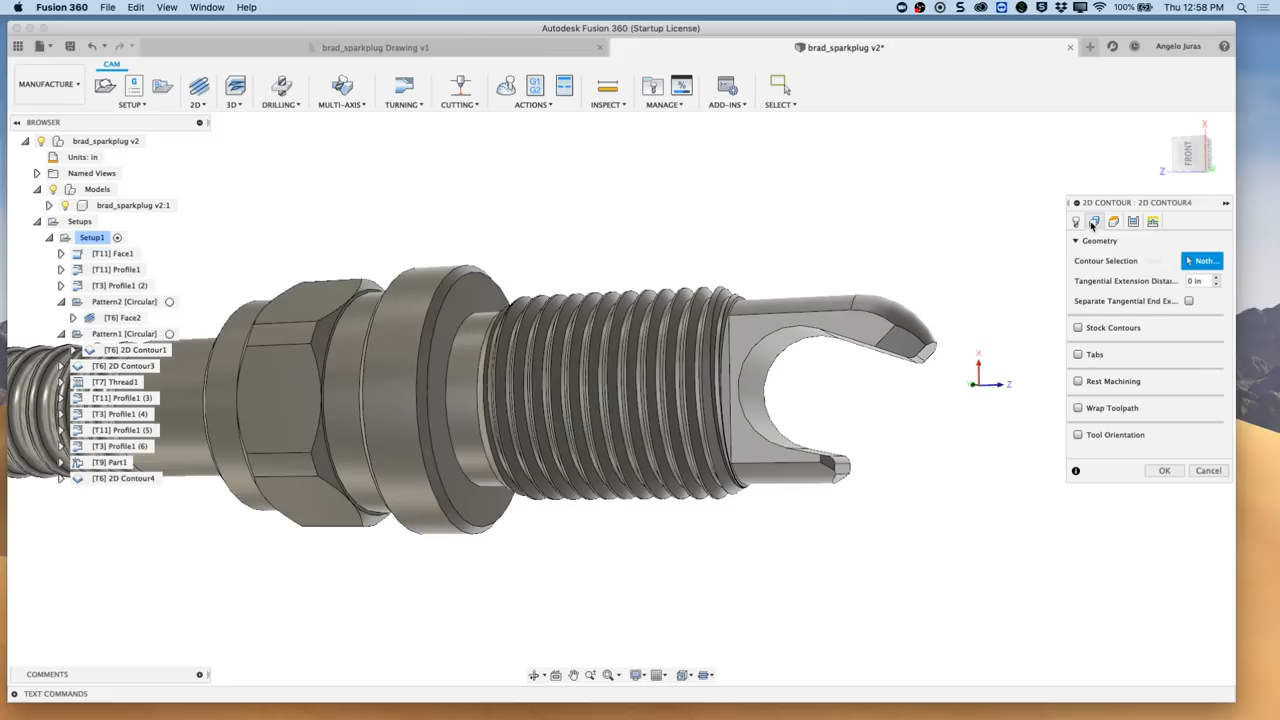 Fusion 360 File Edit View Window Help
100% Thu 12:58 PM
Autodesk Fusion 360 (Startup License)
brad_sparkplug Drawing v1
brad_sparkplug v2*
Angelo Juras
CAM
MANUFACTURE
SETUP
2D
3D
DRILLING
MULTI-AXIS
TURNING
CUTTING
G1
G2
ACTIONS
INSPECT
MANAGE
ADD-INS
SELECT
BROWSER
brad_sparkplug v2
Units: in
Named Views
Models
brad_sparkplug v2:1
Setups
Setup1
[T11] Face1
[T11] Profile1
[T3] Profile1 (2)
Pattern2 [Circular]
[T6] Face2
Pattern1 [Circular]
[T6] 2D Contour1
[T6] 2D Contour3
[T7] Thread1
[T11] Profile1 (3)
[T3] Profile1 (4)
[T11] Profile1 (5)
[T3] Profile1 (6)
[T9] Part1
[T6] 2D Contour4
X
FRONT
Z
X
Y
Z
2D CONTOUR : 2D CONTOUR4
Geometry
Contour Selection Noth...
Tangential Extension Dista... 0 in
Separate Tangential End Ex...
Stock Contours
Tabs
Rest Machining
Wrap Toolpath
Tool Orientation
OK Cancel
COMMENTS
TEXT COMMANDS